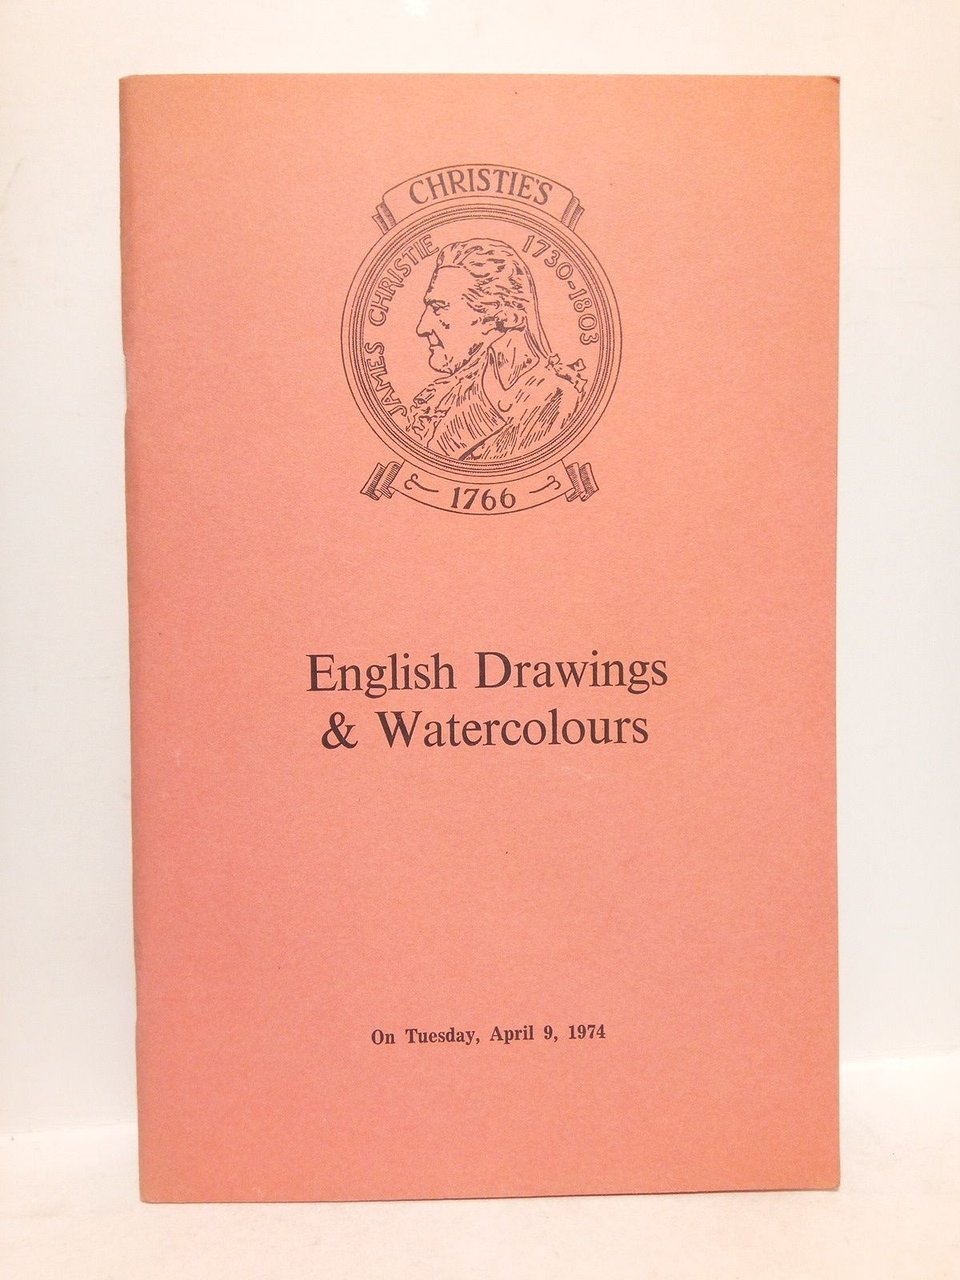 CHRISTIE'S
JAMES CHRISTIE 1730-1803
1766
English Drawings
& Watercolours
On Tuesday, April 9, 1974